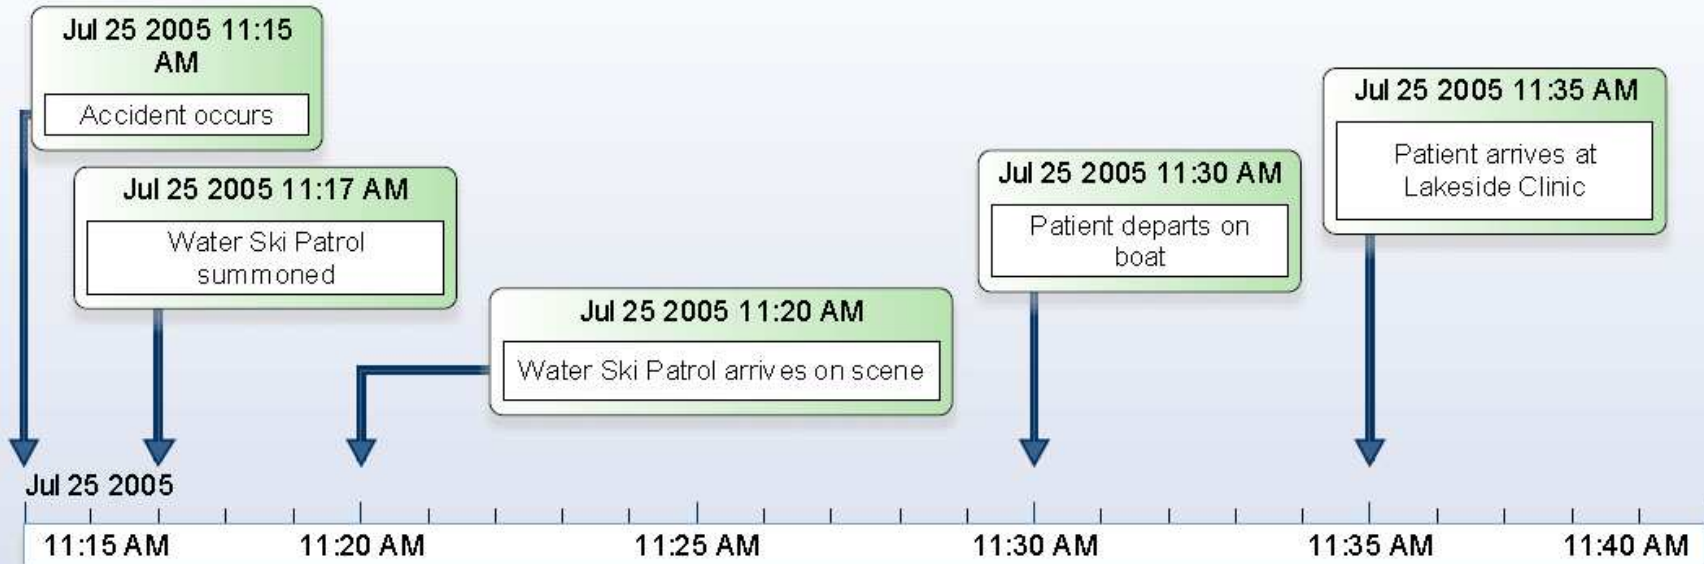 Jul 25 2005 11:15
AM
Accident occurs
Jul 25 2005 11:17 AM
Water Ski Patrol
summoned
Jul 25 2005 11:20 AM
Water Ski Patrol arrives on scene
Jul 25 2005 11:30 AM
Patient departs on
boat
Jul 25 2005 11:35 AM
Patient arrives at
Lakeside Clinic
Jul 25 2005
11:15 AM
11:20 AM
11:25 AM
11:30 AM
11:35 AM
11:40 AM